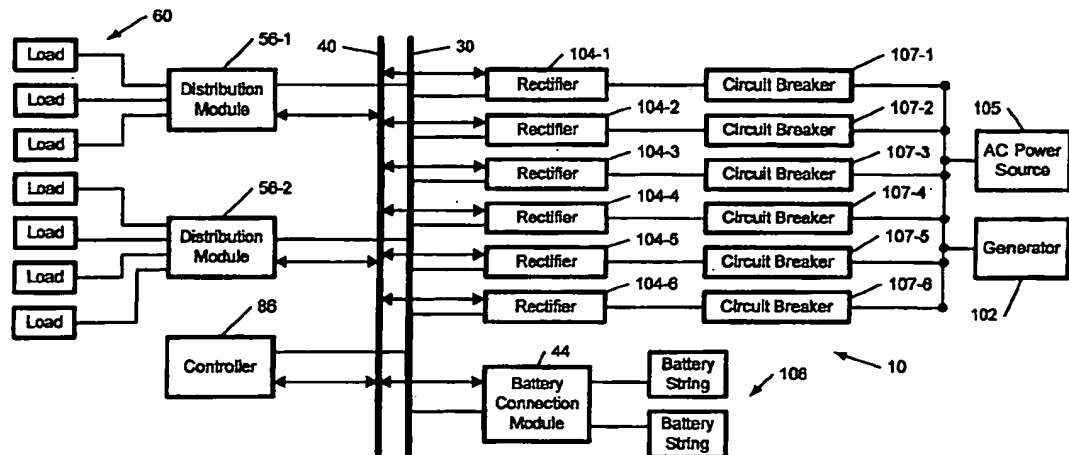 60
40
30
Load
Load
Load
56-1
Distribution
Module
Load
Load
Load
Load
56-2
Distribution
Module
86
Controller
104-1
Rectifier
107-1
Circuit Breaker
104-2
Rectifier
107-2
Circuit Breaker
104-3
Rectifier
107-3
Circuit Breaker
104-4
Rectifier
107-4
Circuit Breaker
104-5
Rectifier
107-5
Circuit Breaker
104-6
Rectifier
107-6
Circuit Breaker
105
AC Power
Source
Generator
102
10
44
Battery
Connection
Module
Battery
String
Battery
String
106